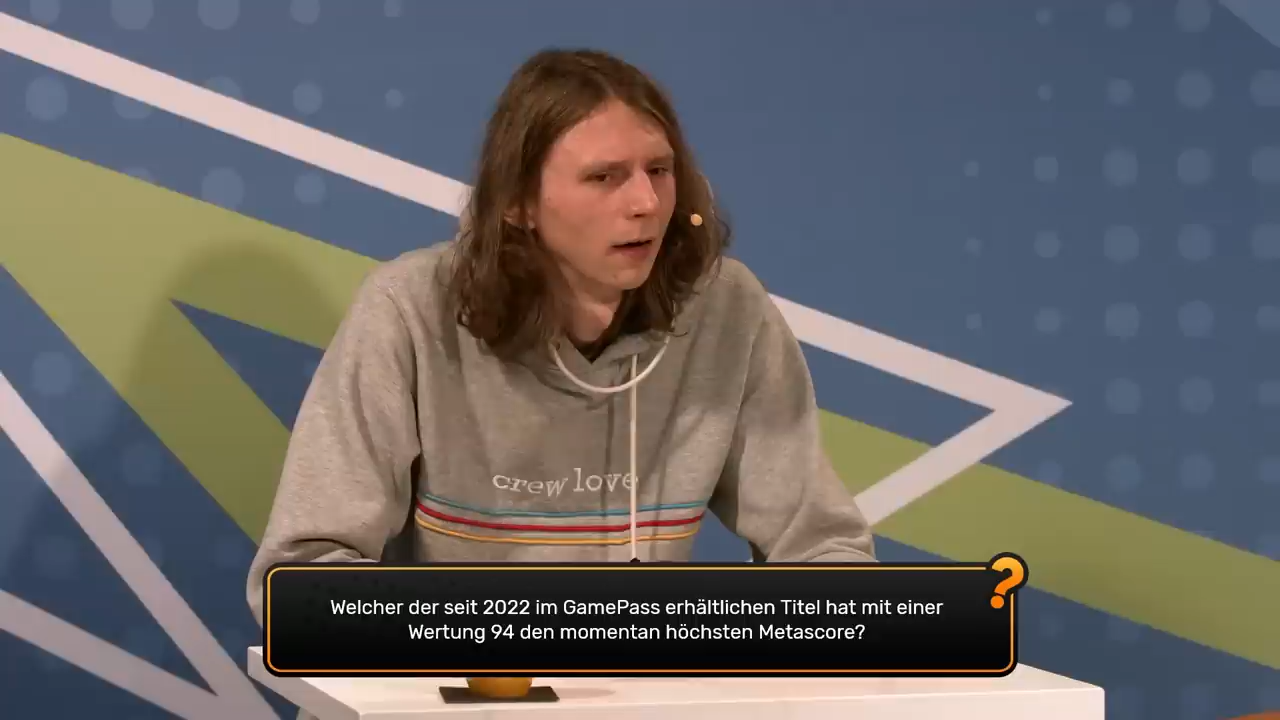 crew love
Welcher der seit 2022 im GamePass erhältlichen Titel hat mit einer
Wertung 94 den momentan höchsten Metascore?